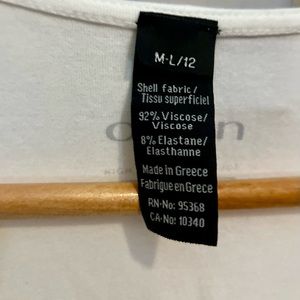 M-L/12
Shell fabric/
Tissu superficiel
92% Viscose/
Viscose
8% Elastane/
Elasthanne
Made in Greece
Fabrique en Grece
RN-No: 95368
CA-No: 10340